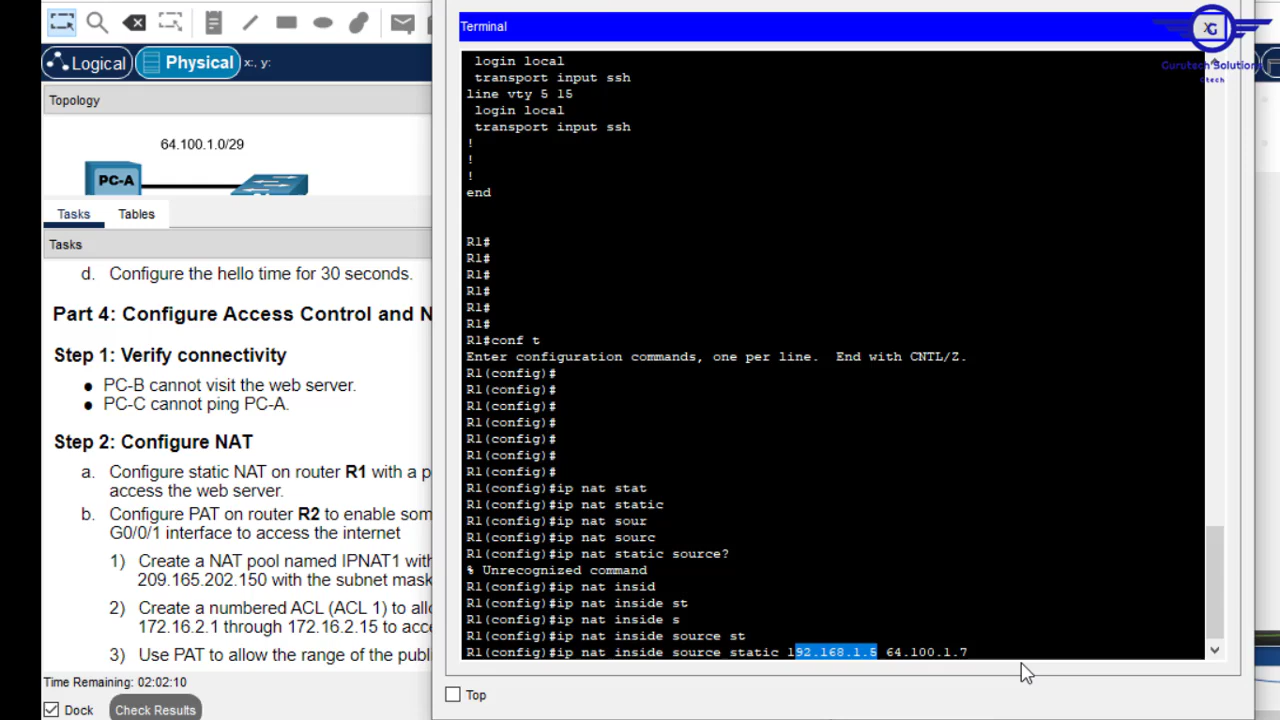 Logical
Physical
x:, y:
Topology
64.100.1.0/29
PC-A
Tasks
Tables
Tasks
d. Configure the hello time for 30 seconds.
Part 4: Configure Access Control and N
Step 1: Verify connectivity
● PC-B cannot visit the web server.
● PC-C cannot ping PC-A.
Step 2: Configure NAT
a. Configure static NAT on router R1 with a p
access the web server.
b. Configure PAT on router R2 to enable som
G0/0/1 interface to access the internet
1) Create a NAT pool named IPNAT1 with
209.165.202.150 with the subnet mask
2) Create a numbered ACL (ACL 1) to allo
172.16.2.1 through 172.16.2.15 to acce
3) Use PAT to allow the range of the publi
Time Remaining: 02:02:10
Dock
Check Results
Terminal
login local
transport input ssh
line vty 5 15
login local
transport input ssh
!
!
!
end
R1#
R1#
R1#
R1#
R1#
R1#
R1#conf t
Enter configuration commands, one per line. End with CNTL/Z.
R1(config)#
R1(config)#
R1(config)#
R1(config)#
R1(config)#
R1(config)#
R1(config)#
R1(config)#ip nat stat
R1(config)#ip nat static
R1(config)#ip nat sour
R1(config)#ip nat sourc
R1(config)#ip nat static source?
% Unrecognized command
R1(config)#ip nat insid
R1(config)#ip nat inside st
R1(config)#ip nat inside s
R1(config)#ip nat inside source st
R1(config)#ip nat inside source static 192.168.1.5 64.100.1.7
Top
Gurutech Solutions
Gtech